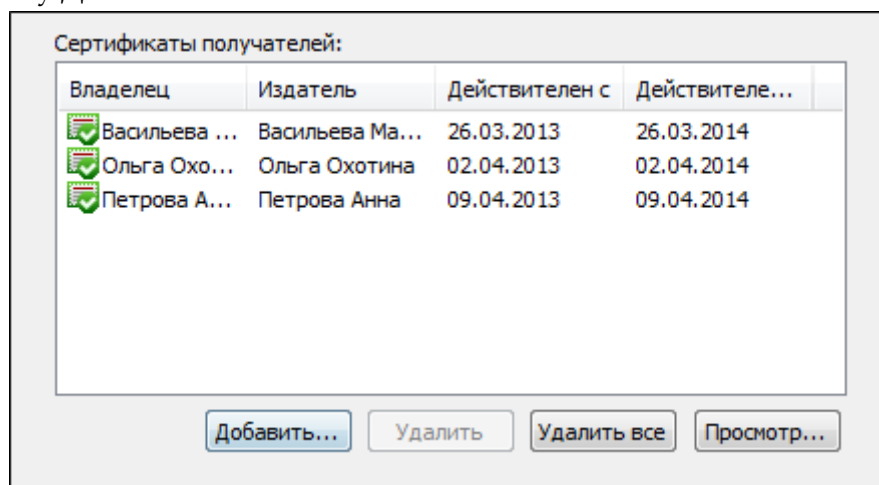 Сертификаты получателей:
Владелец Издатель Действителен с Действителе...
Васильева ... Васильева Ма... 26.03.2013 26.03.2014
Ольга Охо... Ольга Охотина 02.04.2013 02.04.2014
Петрова А... Петрова Анна 09.04.2013 09.04.2014
Добавить... Удалить Удалить все Просмотр...